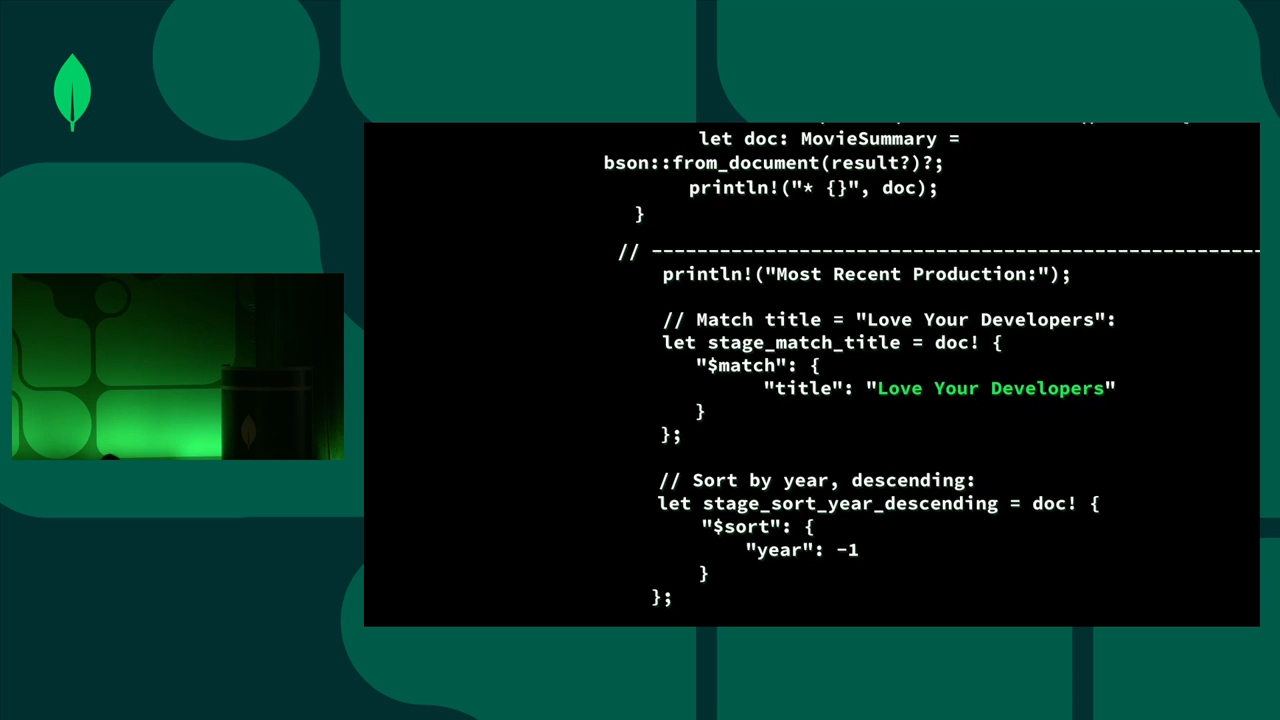 let doc: MovieSummary =
bson::from_document(result?)?;
println!("* {}", doc);
}
// -----------------------------------------------------
println!("Most Recent Production:");
// Match title = "Love Your Developers":
let stage_match_title = doc! {
"$match": {
"title": "Love Your Developers"
}
};
// Sort by year, descending:
let stage_sort_year_descending = doc! {
"$sort": {
"year": -1
}
};